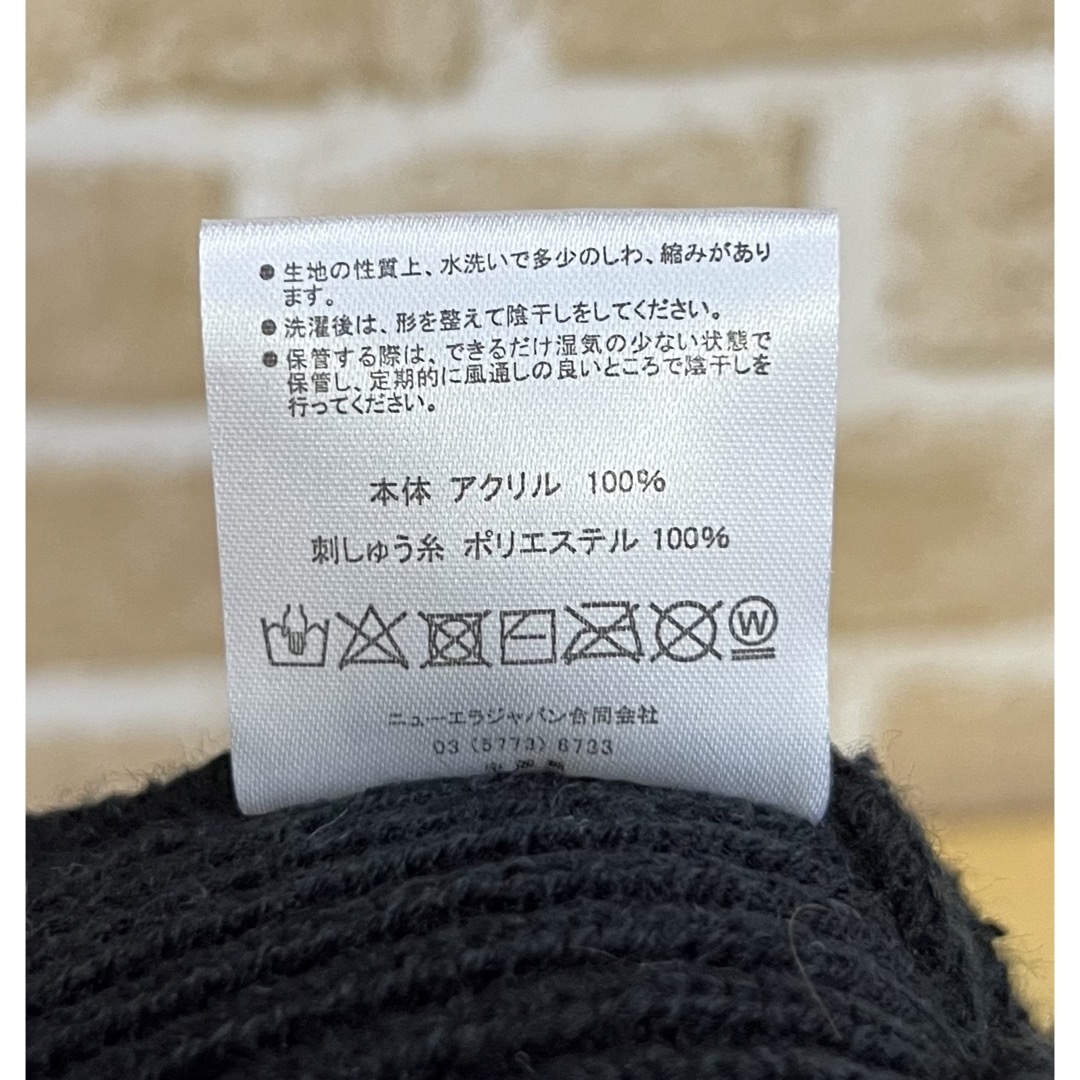 ● 生地の性質上、水洗いで多少のしわ、縮みがあり
ます。
● 洗濯後は、形を整えて陰干しをしてください。
● 保管する際は、できるだけ湿気の少ない状態で
保管し、定期的に風通しの良いところで陰干しを
行ってください。
本体 アクリル 100%
刺しゅう糸 ポリエステル 100%
W
ニューエラジャパン合同会社
03 (5773) 6733